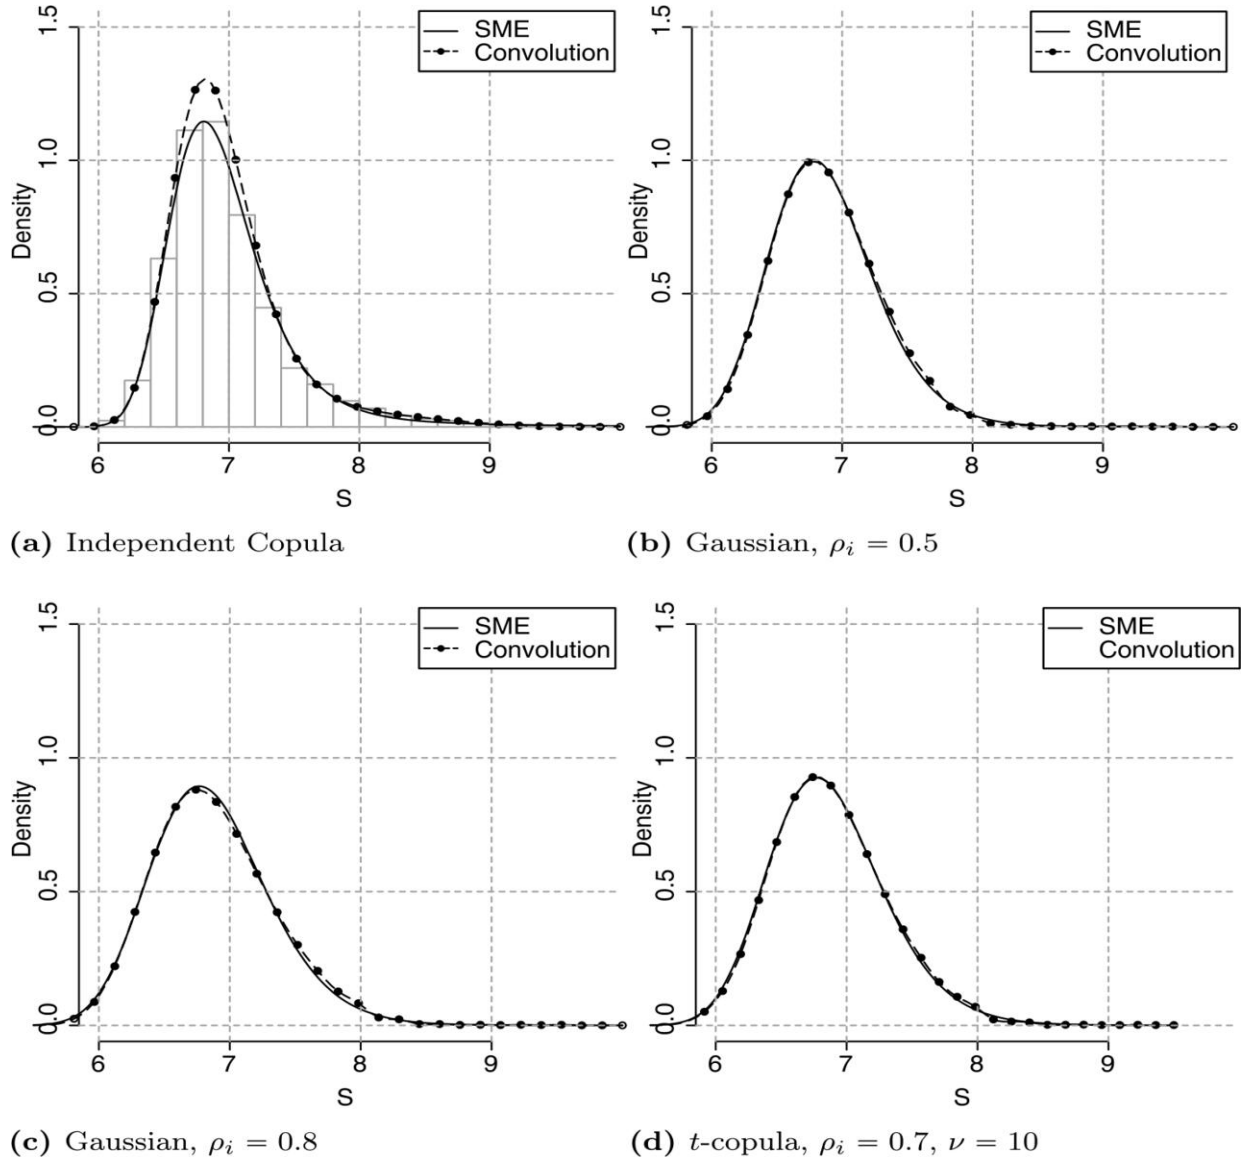 1.5
SME
Convolution
1.0
Density
0.5
0.0
6 7 8 9
S
(a) Independent Copula
1.5
SME
Convolution
1.0
Density
0.5
0.0
6 7 8 9
S
(b) Gaussian, ρᵢ = 0.5
1.5
SME
Convolution
1.0
Density
0.5
0.0
6 7 8 9
S
(c) Gaussian, ρᵢ = 0.8
1.5
SME
Convolution
1.0
Density
0.5
0.0
6 7 8 9
S
(d) t-copula, ρᵢ = 0.7, ν = 10